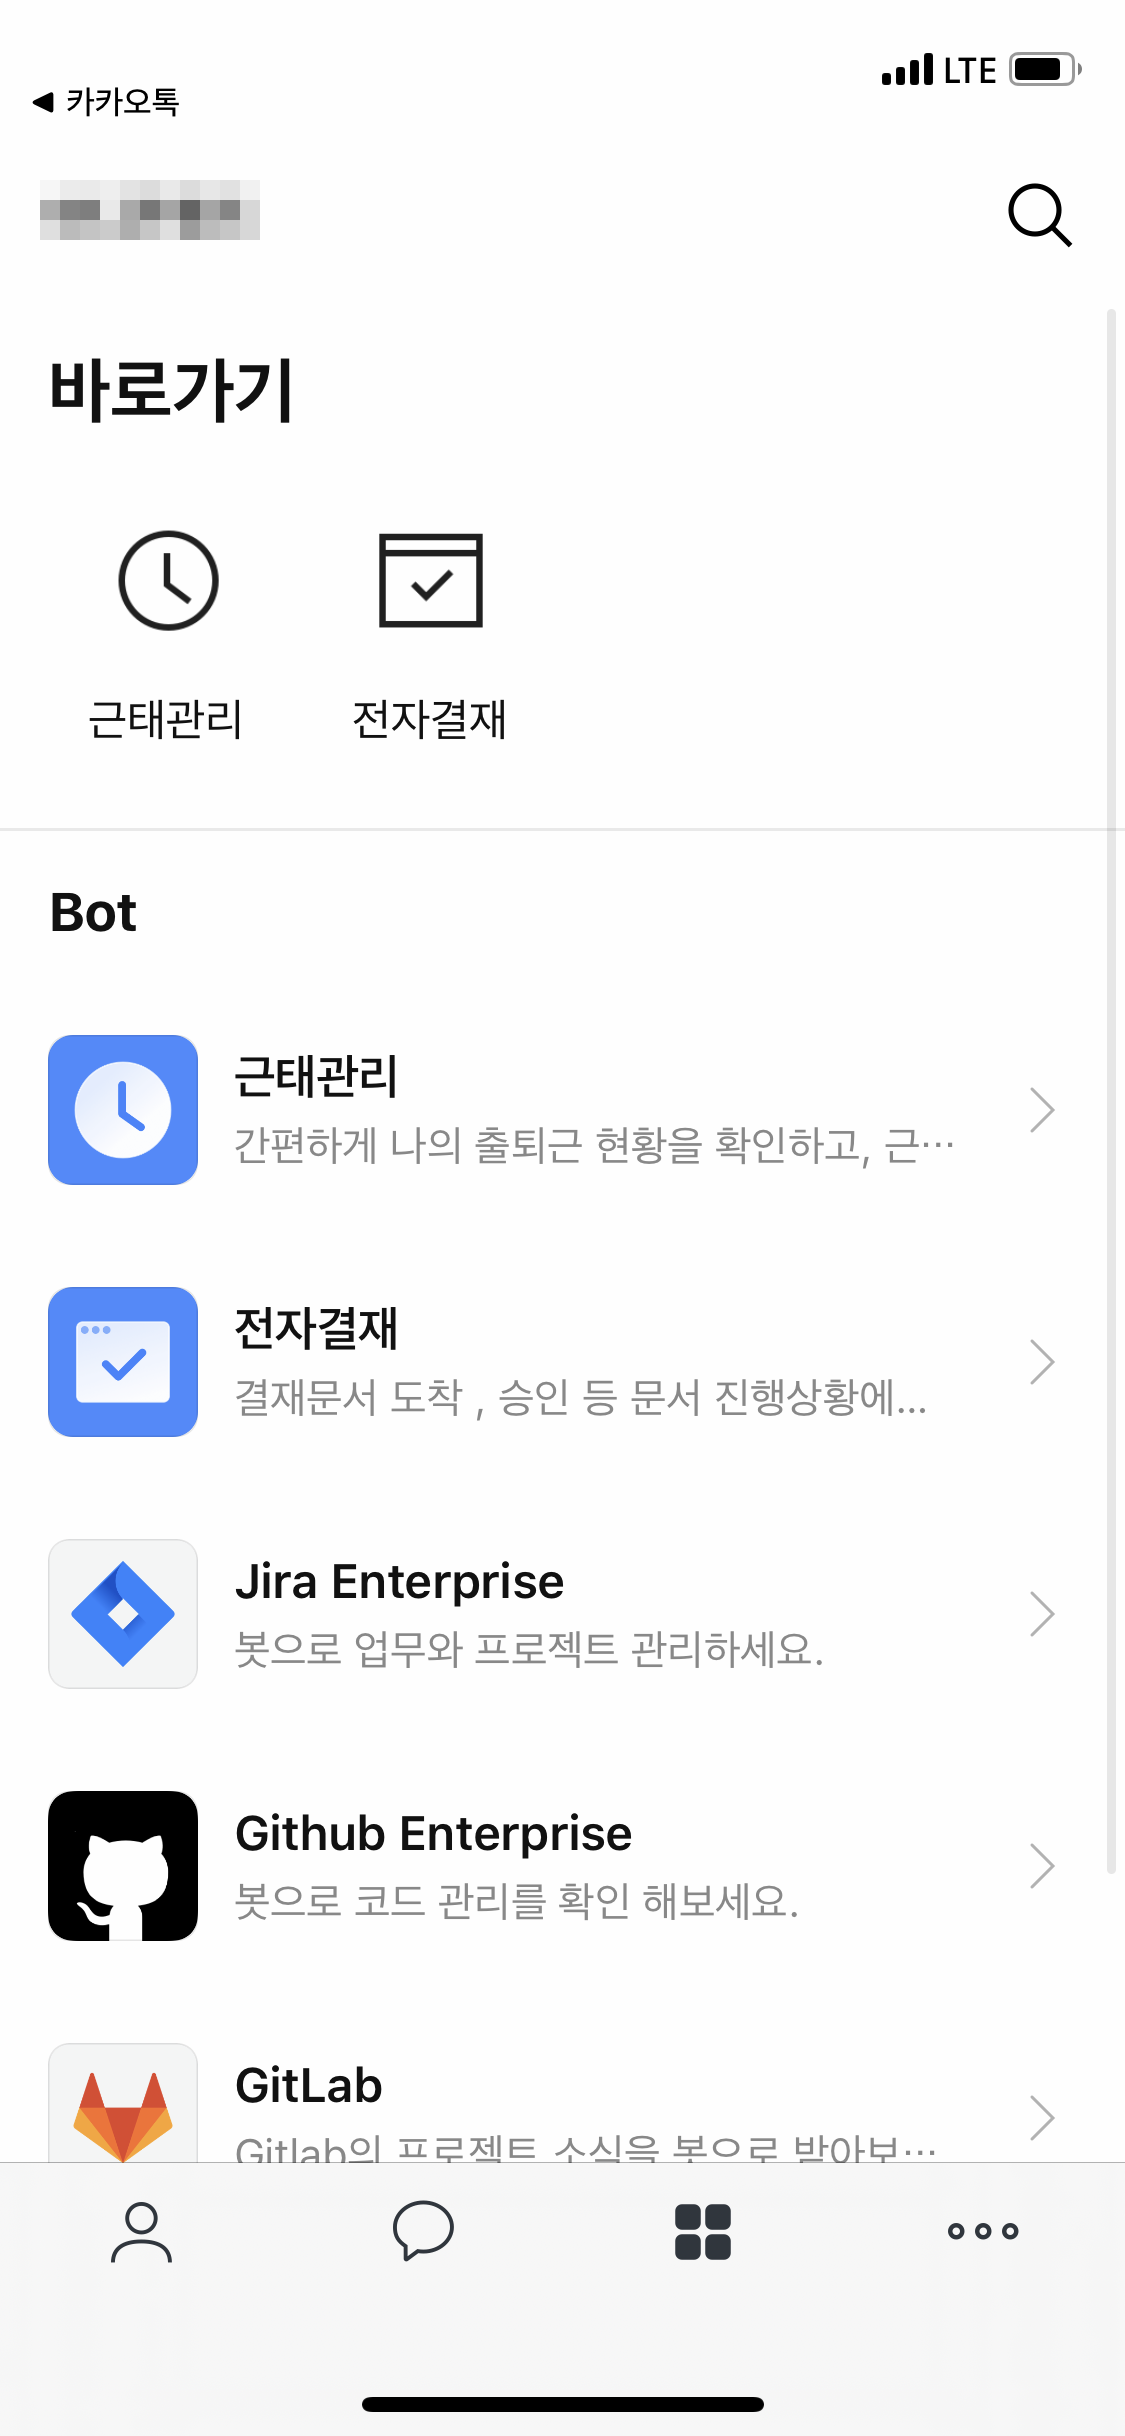 LTE
카카오톡
바로가기
근태관리 전자결재
Bot
근태관리
간편하게 나의 출퇴근 현황을 확인하고, 근…
전자결재
결재문서 도착 , 승인 등 문서 진행상황에...
Jira Enterprise
봇으로 업무와 프로젝트 관리하세요.
Github Enterprise
봇으로 코드 관리를 확인 해보세요.
GitLab
Gitlab의 프로젝트 소식을 봇으로 받아보…